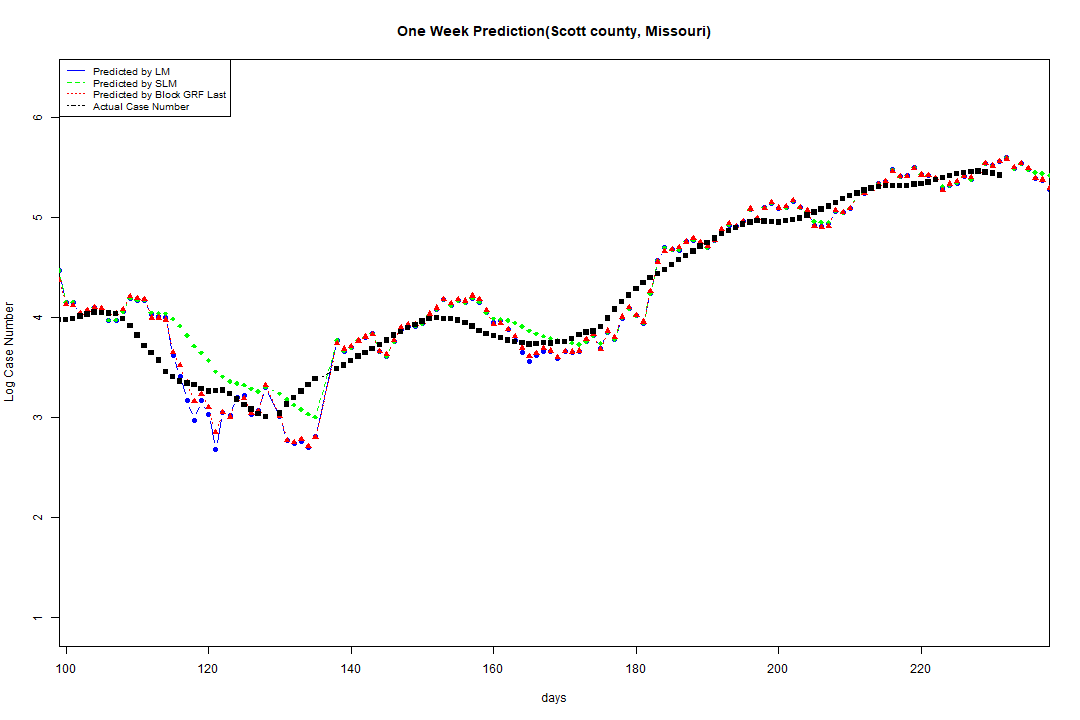 One Week Prediction(Scott county, Missouri)
Predicted by LM
Predicted by SLM
Predicted by Block GRF Last
Actual Case Number
6
5
4
3
2
1
Log Case Number
100 120 140 160 180 200 220
days